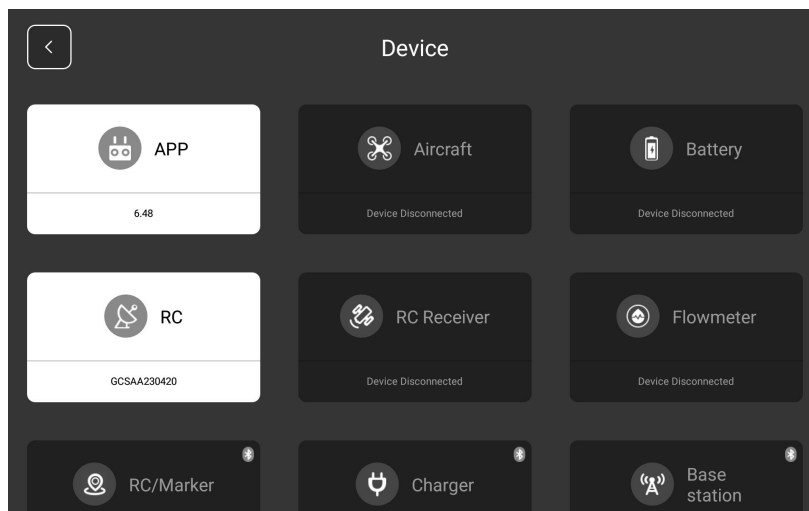 Device
APP
Aircraft
Battery
6.48
Device Disconnected
Device Disconnected
RC
RC Receiver
Flowmeter
GCSAA230420
Device Disconnected
Device Disconnected
RC/Marker
Charger
Base
station